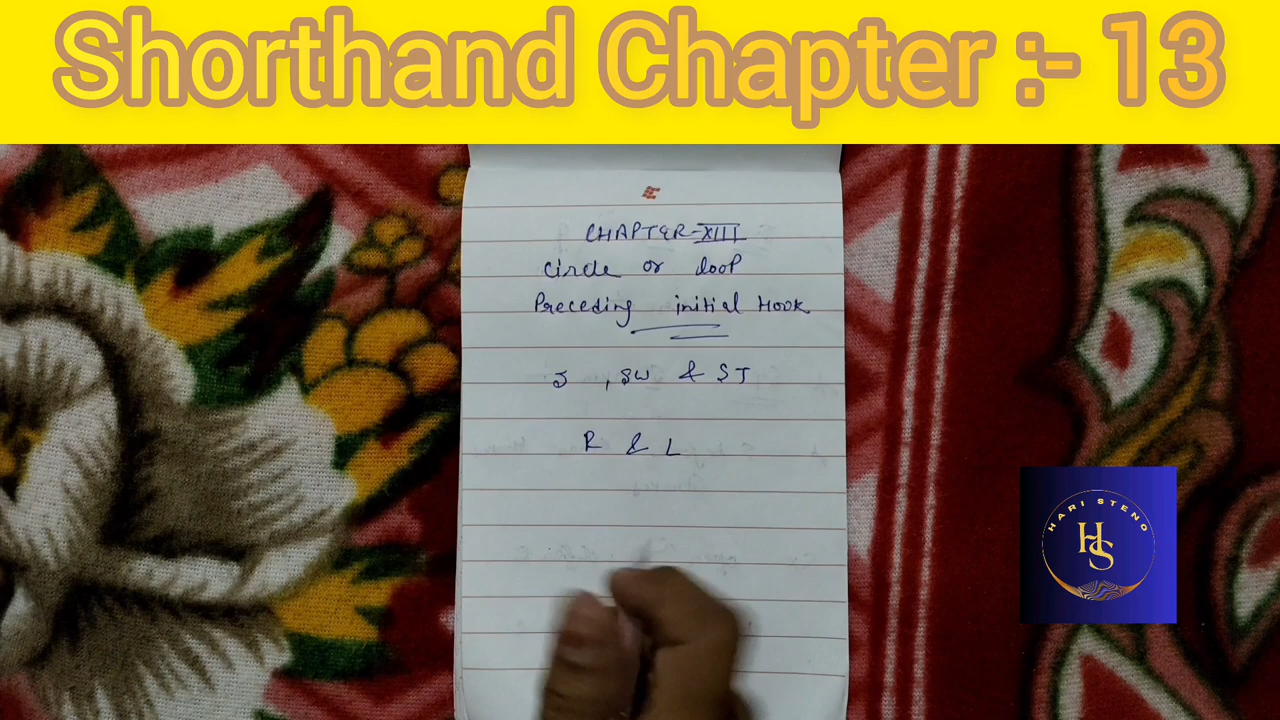 Shorthand Chapter :- 13
CHAPTER-XIII
Circle or loop
Preceding initial Hook
S , SW & ST
R & L
HARI STENO
HS